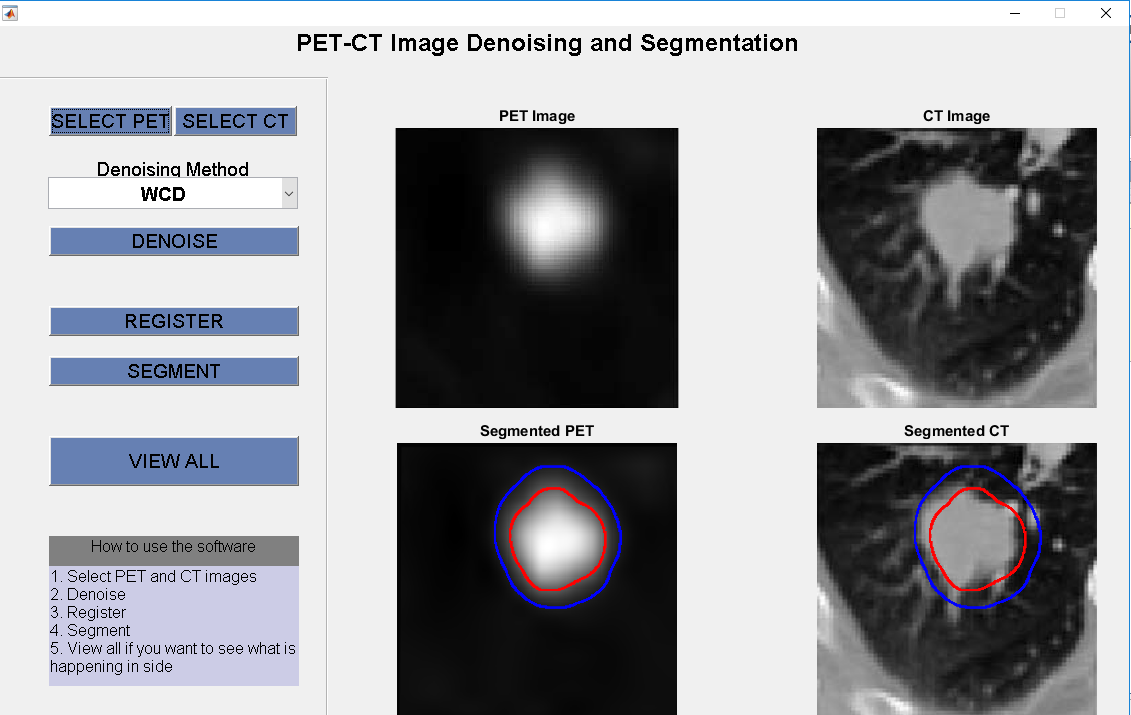 PET-CT Image Denoising and Segmentation
SELECT PET
SELECT CT
Denoising Method
WCD
DENOISE
REGISTER
SEGMENT
VIEW ALL
How to use the software
1. Select PET and CT images
2. Denoise
3. Register
4. Segment
5. View all if you want to see what is
happening in side
PET Image
CT Image
Segmented PET
Segmented CT